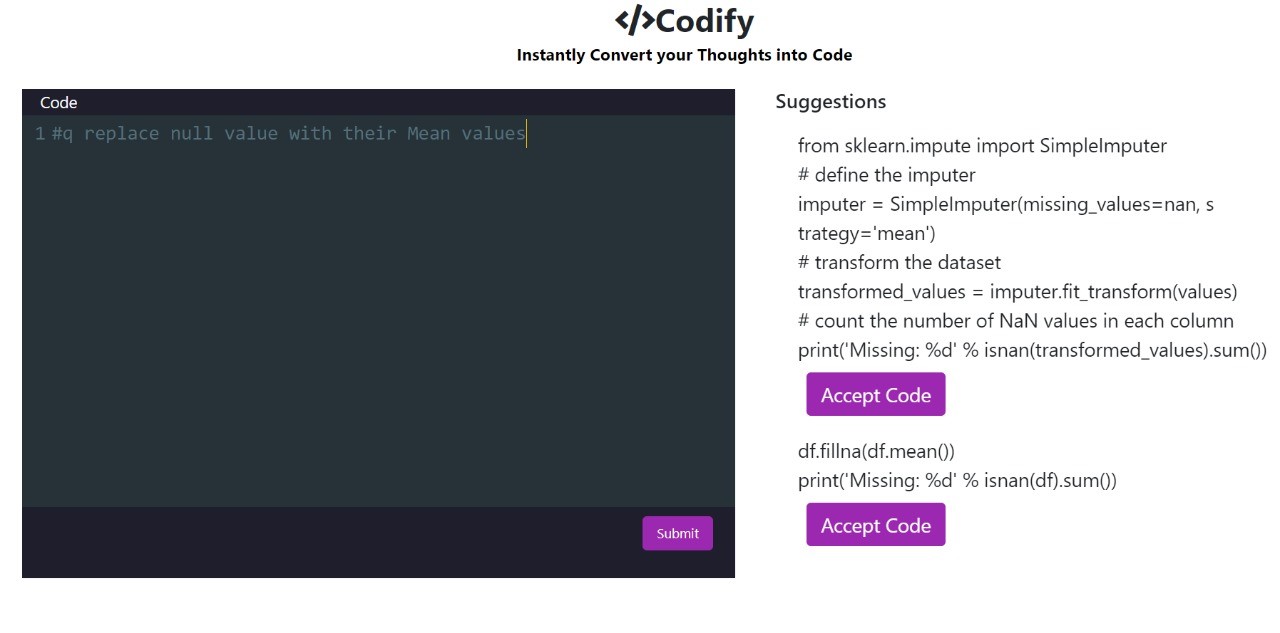 </>Codify
Instantly Convert your Thoughts into Code
Code
1 #q replace null value with their Mean values
Submit
Suggestions
from sklearn.impute import SimpleImputer
# define the imputer
imputer = SimpleImputer(missing_values=nan, s
trategy='mean')
# transform the dataset
transformed_values = imputer.fit_transform(values)
# count the number of NaN values in each column
print('Missing: %d' % isnan(transformed_values).sum())
Accept Code
df.fillna(df.mean())
print('Missing: %d' % isnan(df).sum())
Accept Code